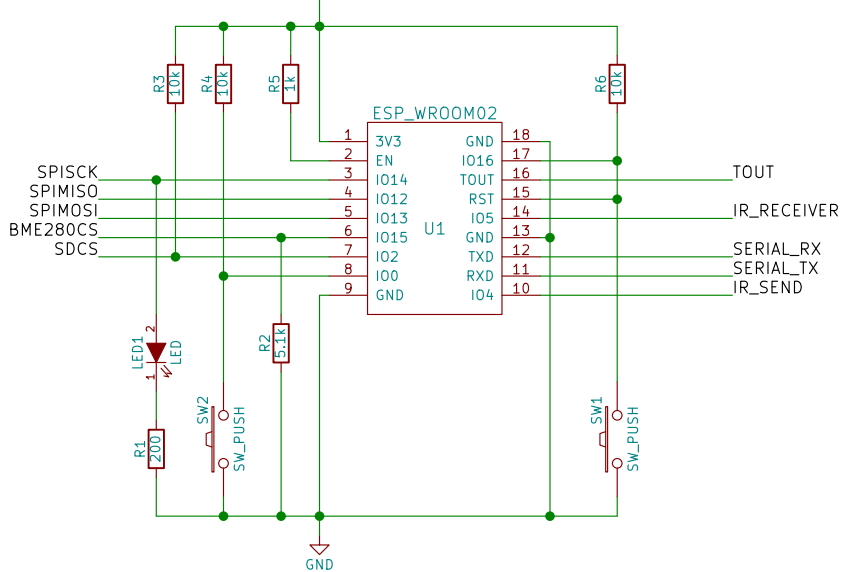 R3
10k
R4
10k
R5
1k
R6
10k
ESP_WROOM02
1
3V3
GND
18
2
EN
IO16
17
SPISCK
3
IO14
TOUT
16
TOUT
SPIMISO
4
IO12
RST
15
SPIMOSI
5
IO13
IO5
14
IR_RECEIVER
U1
BME280CS
6
IO15
GND
13
SDCS
7
IO2
TXD
12
SERIAL_RX
8
IO0
RXD
11
SERIAL_TX
9
GND
IO4
10
IR_SEND
2
LED1
LED
1
R2
5.1k
R1
200
SW2
SW_PUSH
SW1
SW_PUSH
GND